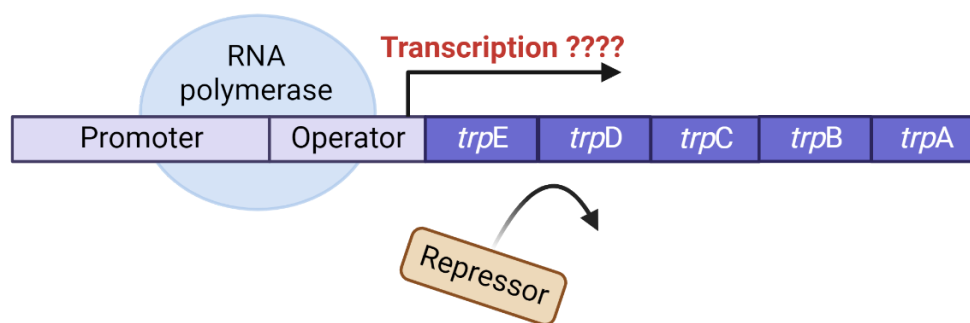 Transcription ????
RNA
polymerase
Promoter Operator trpE trpD trpC trpB trpA
Repressor